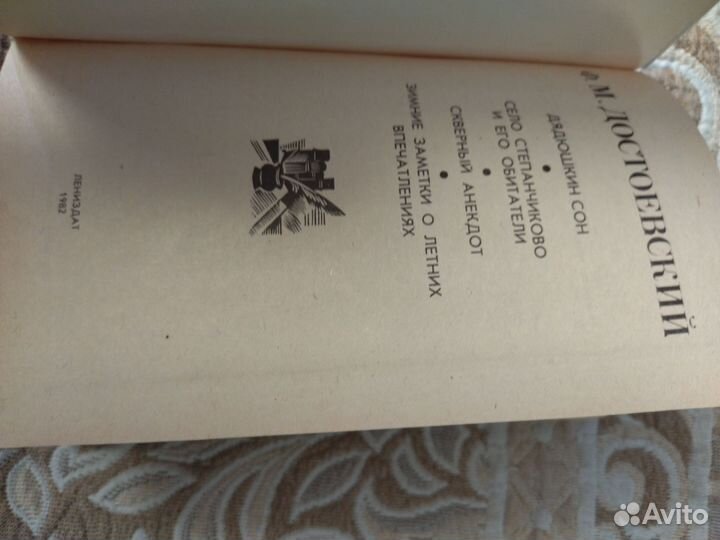 Ф. М. ДОСТОЕВСКИЙ
ДЯДЮШКИН СОН
•
СЕЛО СТЕПАНЧИКОВО
И ЕГО ОБИТАТЕЛИ
•
СКВЕРНЫЙ АНЕКДОТ
•
ЗИМНИЕ ЗАМЕТКИ О ЛЕТНИХ
ВПЕЧАТЛЕНИЯХ
ЛЕНИЗДАТ
1982
Avito